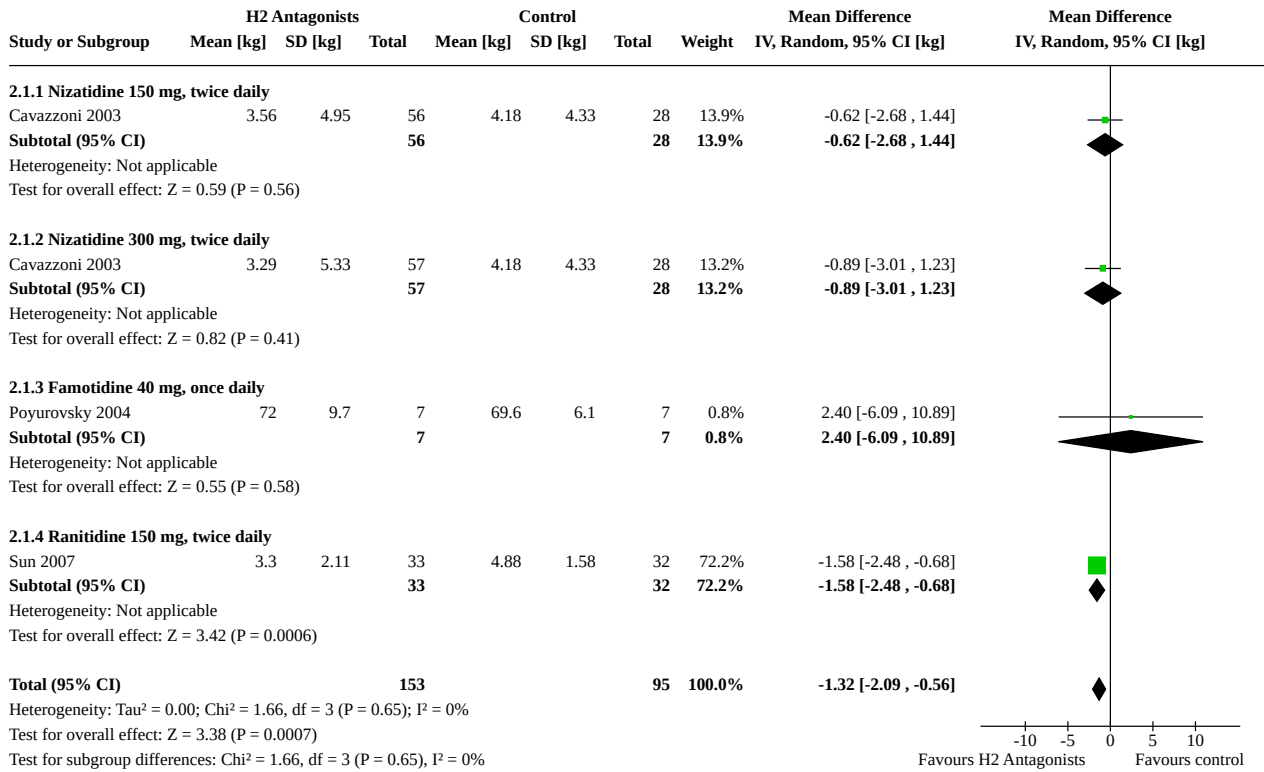 H2 Antagonists Control Mean Difference Mean Difference
Study or Subgroup Mean [kg] SD [kg] Total Mean [kg] SD [kg] Total Weight IV, Random, 95% CI [kg] IV, Random, 95% CI [kg]
2.1.1 Nizatidine 150 mg, twice daily
Cavazzoni 2003 3.56 4.95 56 4.18 4.33 28 13.9% -0.62 [-2.68 , 1.44]
Subtotal (95% CI) 56 28 13.9% -0.62 [-2.68 , 1.44]
Heterogeneity: Not applicable
Test for overall effect: Z = 0.59 (P = 0.56)
2.1.2 Nizatidine 300 mg, twice daily
Cavazzoni 2003 3.29 5.33 57 4.18 4.33 28 13.2% -0.89 [-3.01 , 1.23]
Subtotal (95% CI) 57 28 13.2% -0.89 [-3.01 , 1.23]
Heterogeneity: Not applicable
Test for overall effect: Z = 0.82 (P = 0.41)
2.1.3 Famotidine 40 mg, once daily
Poyurovsky 2004 72 9.7 7 69.6 6.1 7 0.8% 2.40 [-6.09 , 10.89]
Subtotal (95% CI) 7 7 0.8% 2.40 [-6.09 , 10.89]
Heterogeneity: Not applicable
Test for overall effect: Z = 0.55 (P = 0.58)
2.1.4 Ranitidine 150 mg, twice daily
Sun 2007 3.3 2.11 33 4.88 1.58 32 72.2% -1.58 [-2.48 , -0.68]
Subtotal (95% CI) 33 32 72.2% -1.58 [-2.48 , -0.68]
Heterogeneity: Not applicable
Test for overall effect: Z = 3.42 (P = 0.0006)
Total (95% CI) 153 95 100.0% -1.32 [-2.09 , -0.56]
Heterogeneity: Tau² = 0.00; Chi² = 1.66, df = 3 (P = 0.65); I² = 0%
Test for overall effect: Z = 3.38 (P = 0.0007) -10 -5 0 5 10
Test for subgroup differences: Chi² = 1.66, df = 3 (P = 0.65), I² = 0% Favours H2 Antagonists Favours control